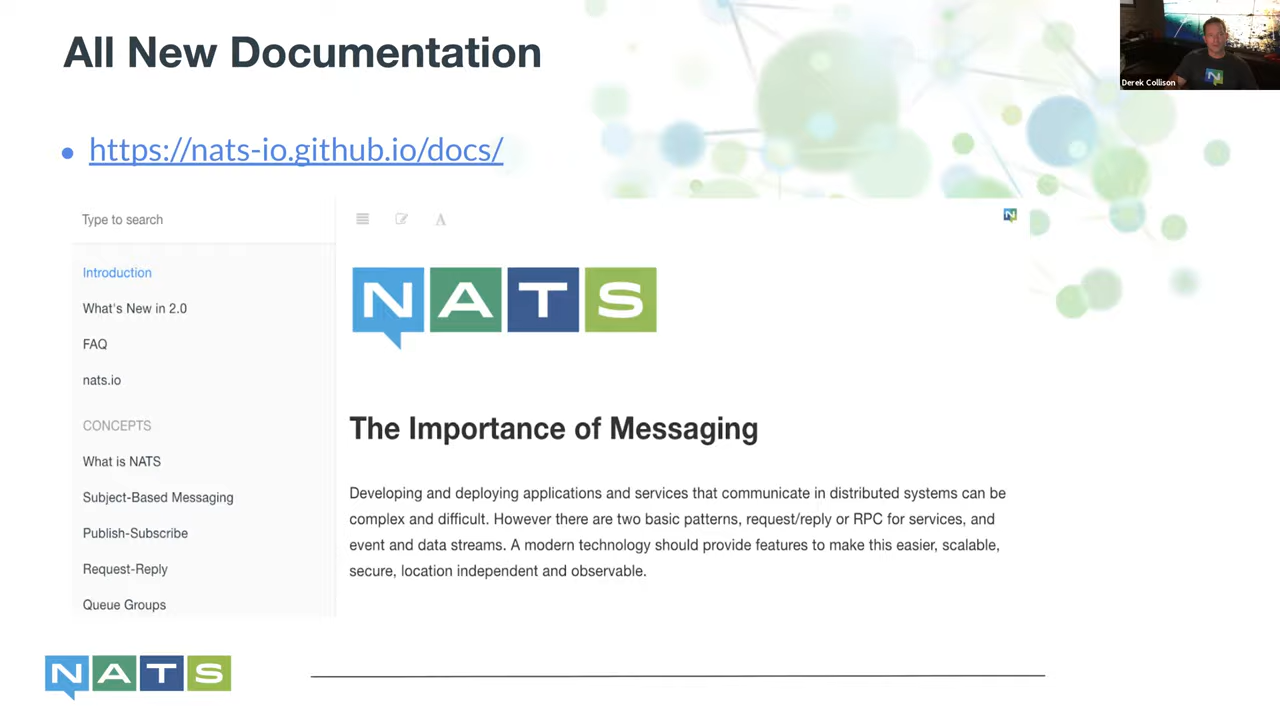 All New Documentation
Derek Collison
• https://nats-io.github.io/docs/
Type to search
A
N
Introduction
What's New in 2.0
FAQ
nats.io
CONCEPTS
What is NATS
Subject-Based Messaging
Publish-Subscribe
Request-Reply
Queue Groups
NATS
The Importance of Messaging
Developing and deploying applications and services that communicate in distributed systems can be
complex and difficult. However there are two basic patterns, request/reply or RPC for services, and
event and data streams. A modern technology should provide features to make this easier, scalable,
secure, location independent and observable.
NATS